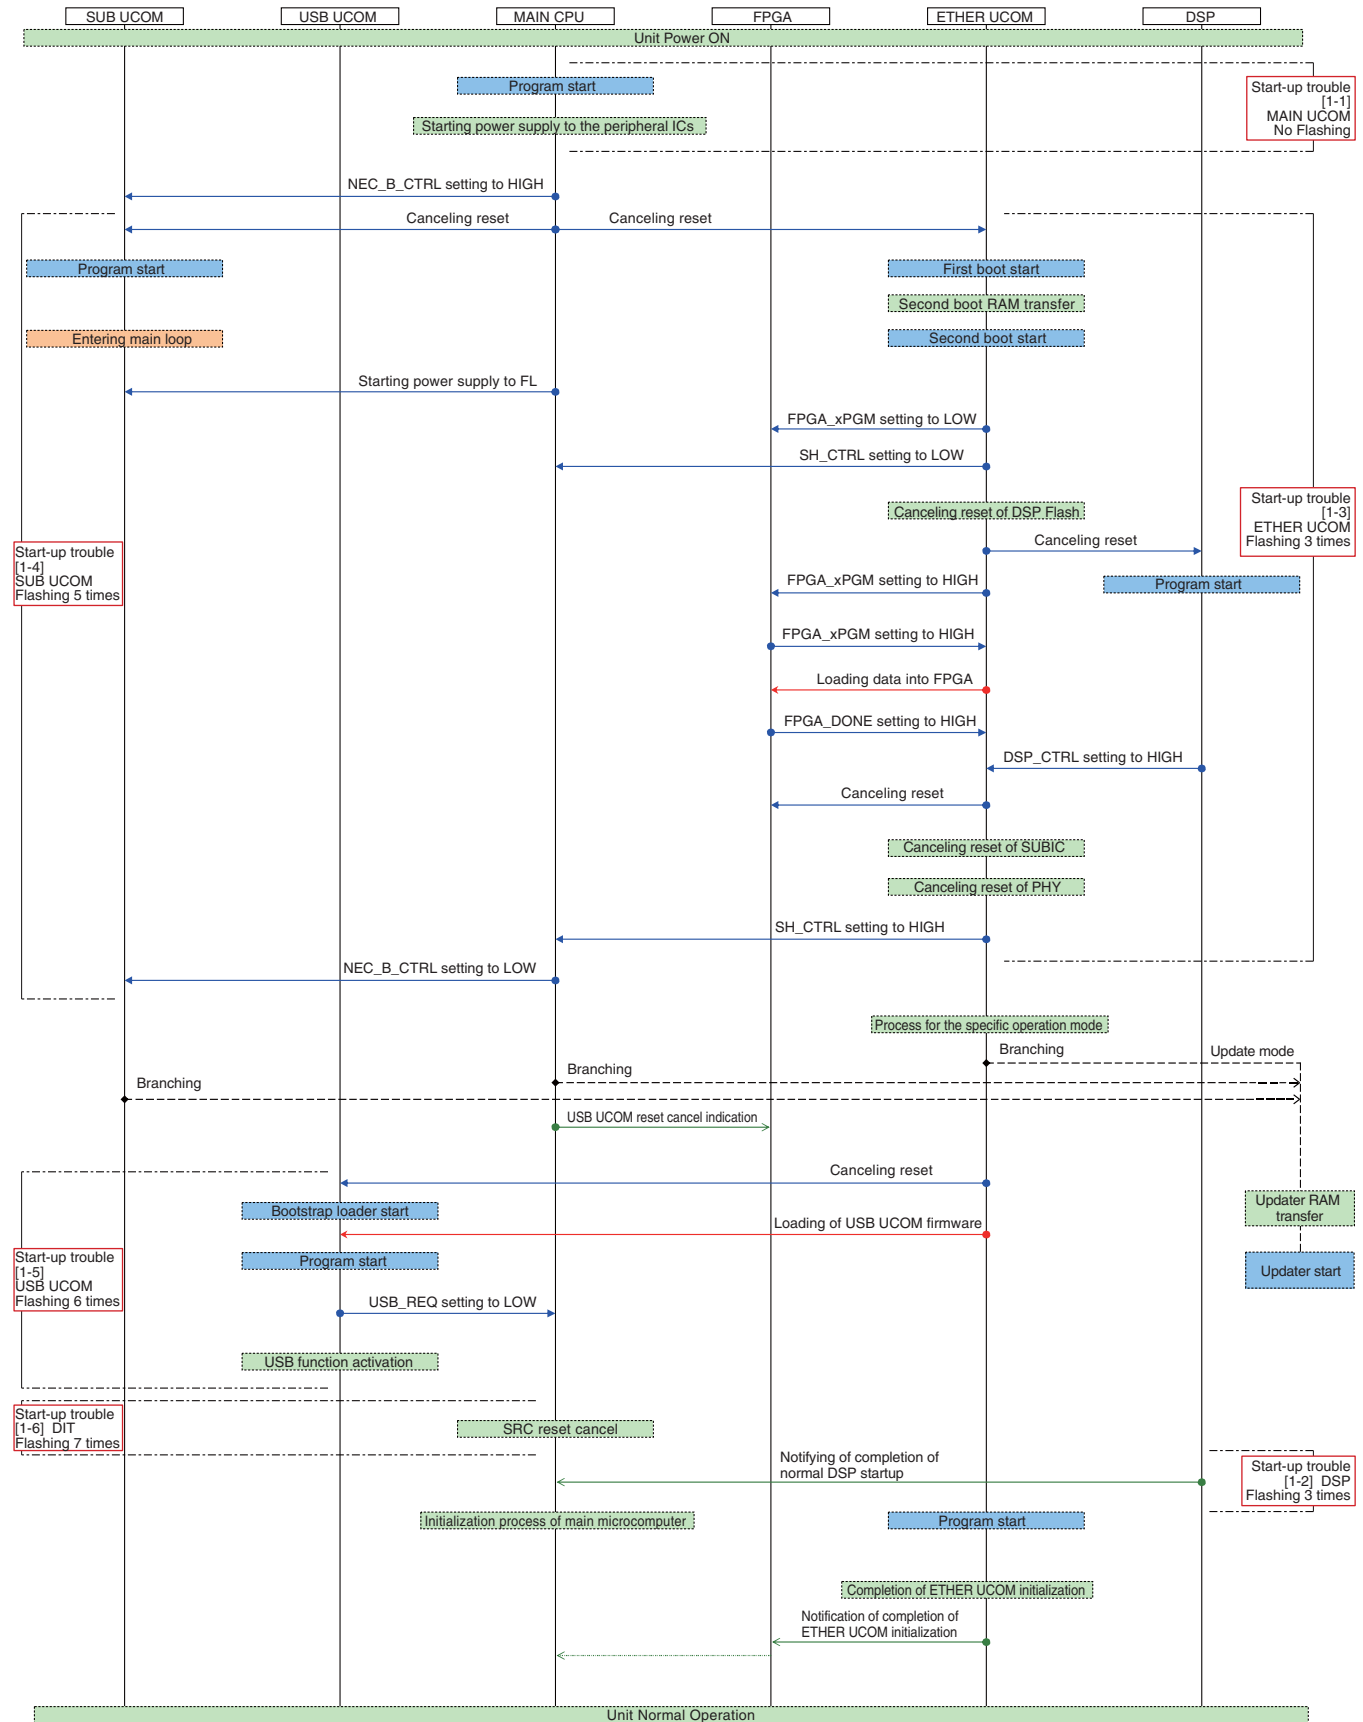 SUB UCOM
USB UCOM
MAIN CPU
FPGA
ETHER UCOM
DSP
Unit Power ON
Program start
Start-up trouble
[1-1]
MAIN UCOM
No Flashing
Starting power supply to the peripheral ICs
NEC_B_CTRL setting to HIGH
Canceling reset
Canceling reset
Program start
First boot start
Second boot RAM transfer
Entering main loop
Second boot start
Starting power supply to FL
FPGA_xPGM setting to LOW
SH_CTRL setting to LOW
Start-up trouble
[1-3]
ETHER UCOM
Flashing 3 times
Canceling reset of DSP Flash
Canceling reset
Start-up trouble
[1-4]
SUB UCOM
Flashing 5 times
FPGA_xPGM setting to HIGH
Program start
FPGA_xPGM setting to HIGH
Loading data into FPGA
FPGA_DONE setting to HIGH
DSP_CTRL setting to HIGH
Canceling reset
Canceling reset of SUBIC
Canceling reset of PHY
SH_CTRL setting to HIGH
NEC_B_CTRL setting to LOW
Process for the specific operation mode
Branching
Update mode
Branching
Branching
USB UCOM reset cancel indication
Canceling reset
Bootstrap loader start
Updater RAM
transfer
Loading of USB UCOM firmware
Start-up trouble
[1-5]
USB UCOM
Flashing 6 times
Program start
Updater start
USB_REQ setting to LOW
USB function activation
Start-up trouble
[1-6] DIT
Flashing 7 times
SRC reset cancel
Notifying of completion of
normal DSP startup
Start-up trouble
[1-2] DSP
Flashing 3 times
Initialization process of main microcomputer
Program start
Completion of ETHER UCOM initialization
Notification of completion of
ETHER UCOM initialization
Unit Normal Operation